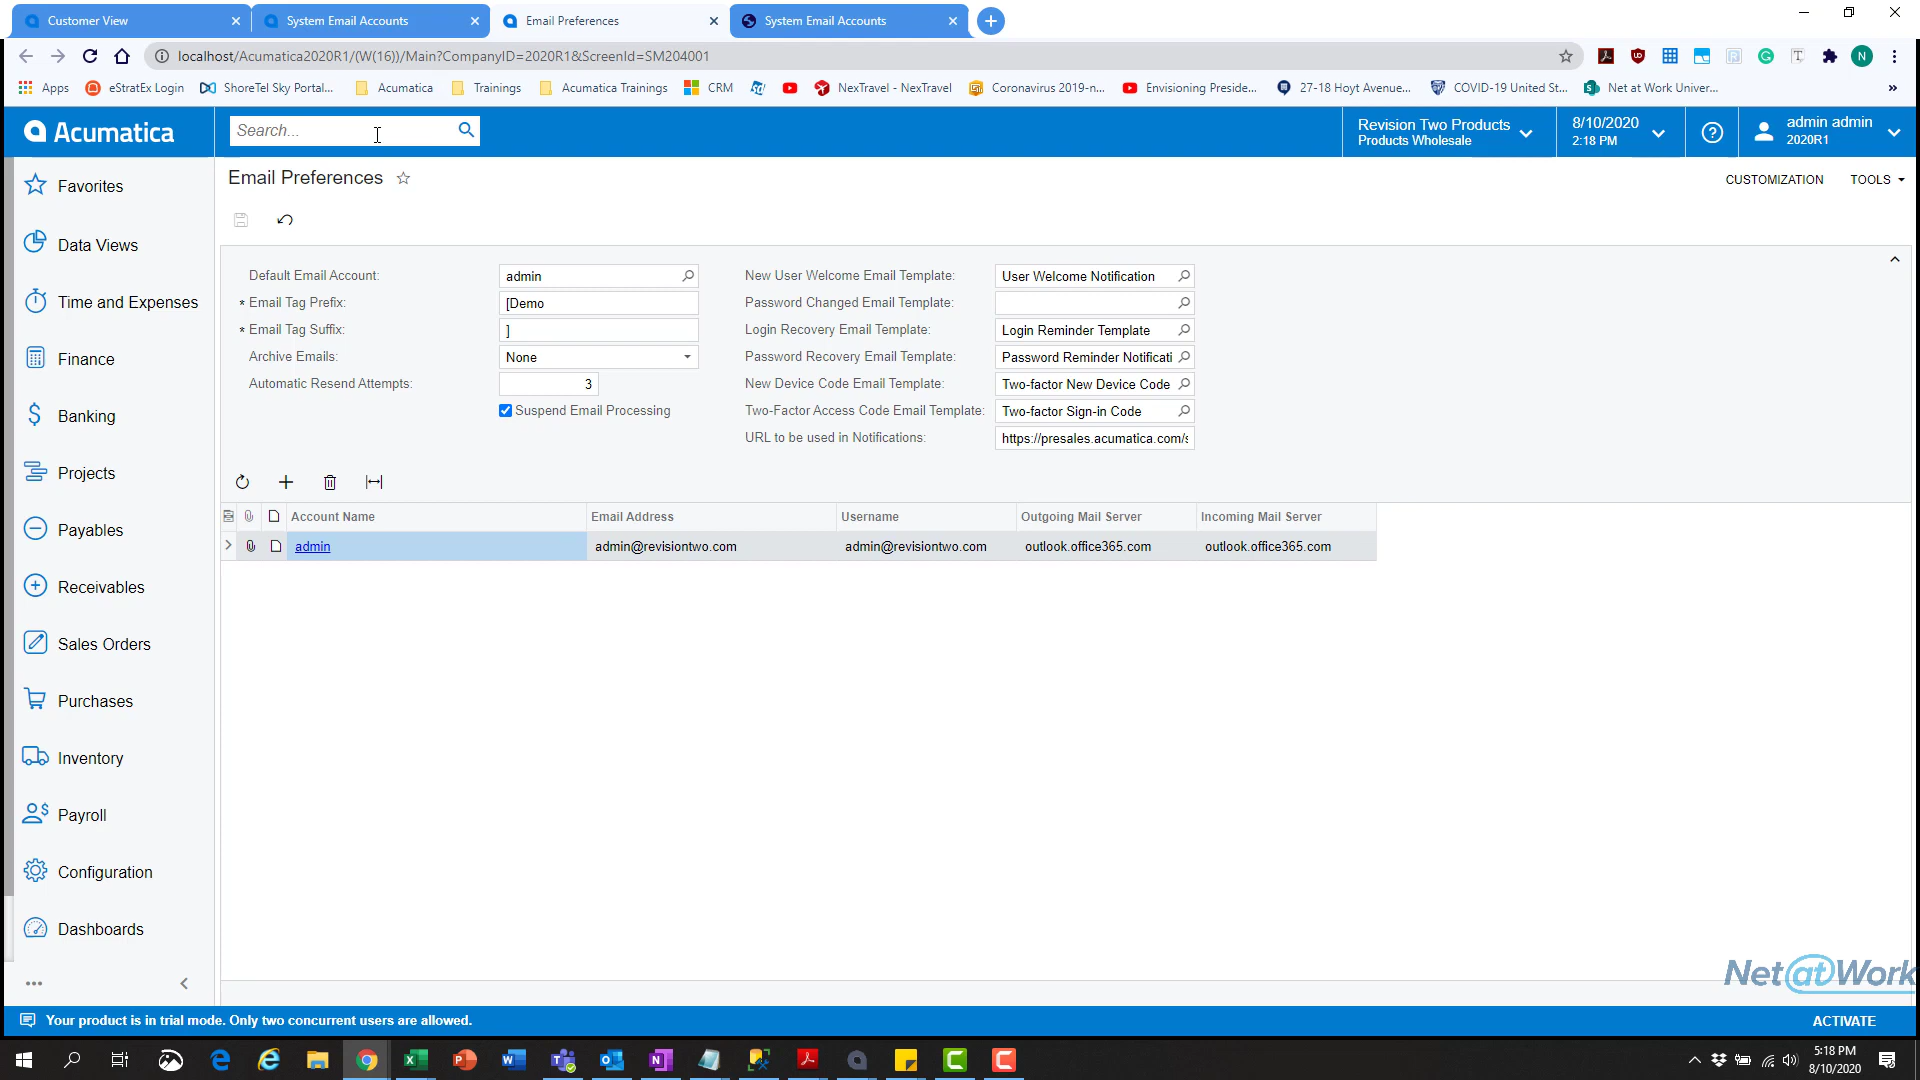 Customer View
System Email Accounts
Email Preferences
System Email Accounts
localhost/Acumatica2020R1/(W(16))/Main?CompanyID=2020R1&ScreenId=SM204001
Apps
eStratEx Login
ShoreTel Sky Portal...
Acumatica
Trainings
Acumatica Trainings
CRM
NexTravel - NexTravel
Coronavirus 2019-n...
Envisioning Preside...
27-18 Hoyt Avenue...
COVID-19 United St...
Net at Work Univer...
Acumatica
Search...
Revision Two Products
Products Wholesale
8/10/2020
2:18 PM
admin admin
2020R1
Email Preferences
CUSTOMIZATION
TOOLS
Favorites
Data Views
Time and Expenses
Finance
Banking
Projects
Payables
Receivables
Sales Orders
Purchases
Inventory
Payroll
Configuration
Dashboards
Default Email Account: admin
* Email Tag Prefix: [Demo
* Email Tag Suffix: ]
Archive Emails: None
Automatic Resend Attempts: 3
Suspend Email Processing
New User Welcome Email Template: User Welcome Notification
Password Changed Email Template:
Login Recovery Email Template: Login Reminder Template
Password Recovery Email Template: Password Reminder Notificati
New Device Code Email Template: Two-factor New Device Code
Two-Factor Access Code Email Template: Two-factor Sign-in Code
URL to be used in Notifications: https://presales.acumatica.com/s
Account Name Email Address Username Outgoing Mail Server Incoming Mail Server
admin admin@revisiontwo.com admin@revisiontwo.com outlook.office365.com outlook.office365.com
Net at Work
Your product is in trial mode. Only two concurrent users are allowed.
ACTIVATE
5:18 PM
8/10/2020